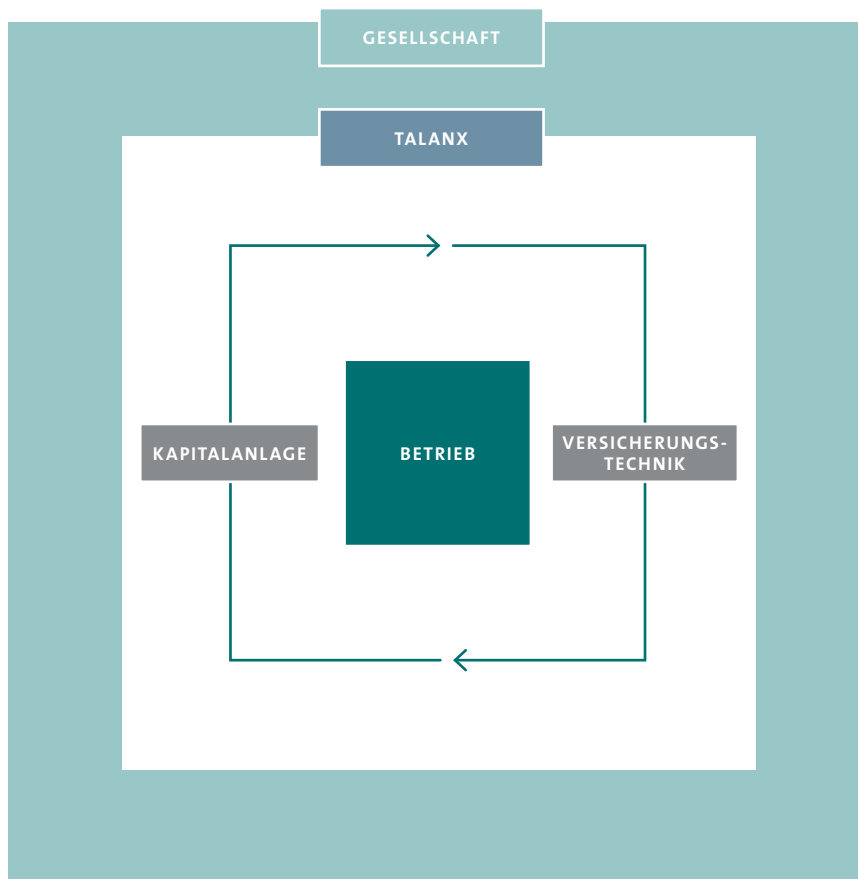 GESELLSCHAFT
TALANX
KAPITALANLAGE
BETRIEB
VERSICHERUNGS-
TECHNIK